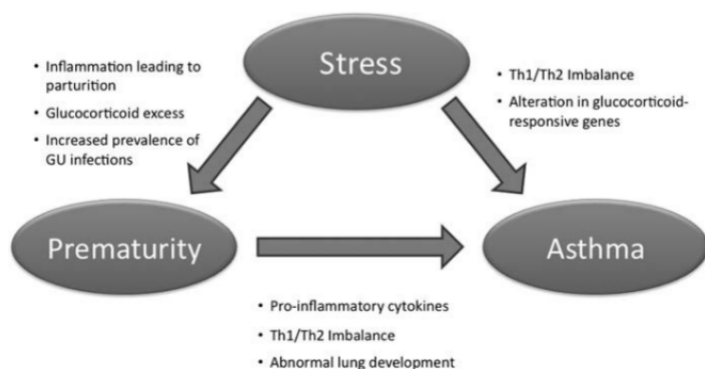 Stress
• Inflammation leading to
parturition
• Glucocorticoid excess
• Increased prevalence of
GU infections
• Th1/Th2 Imbalance
• Alteration in glucocorticoid-
responsive genes
Prematurity
Asthma
• Pro-inflammatory cytokines
• Th1/Th2 Imbalance
• Abnormal lung development